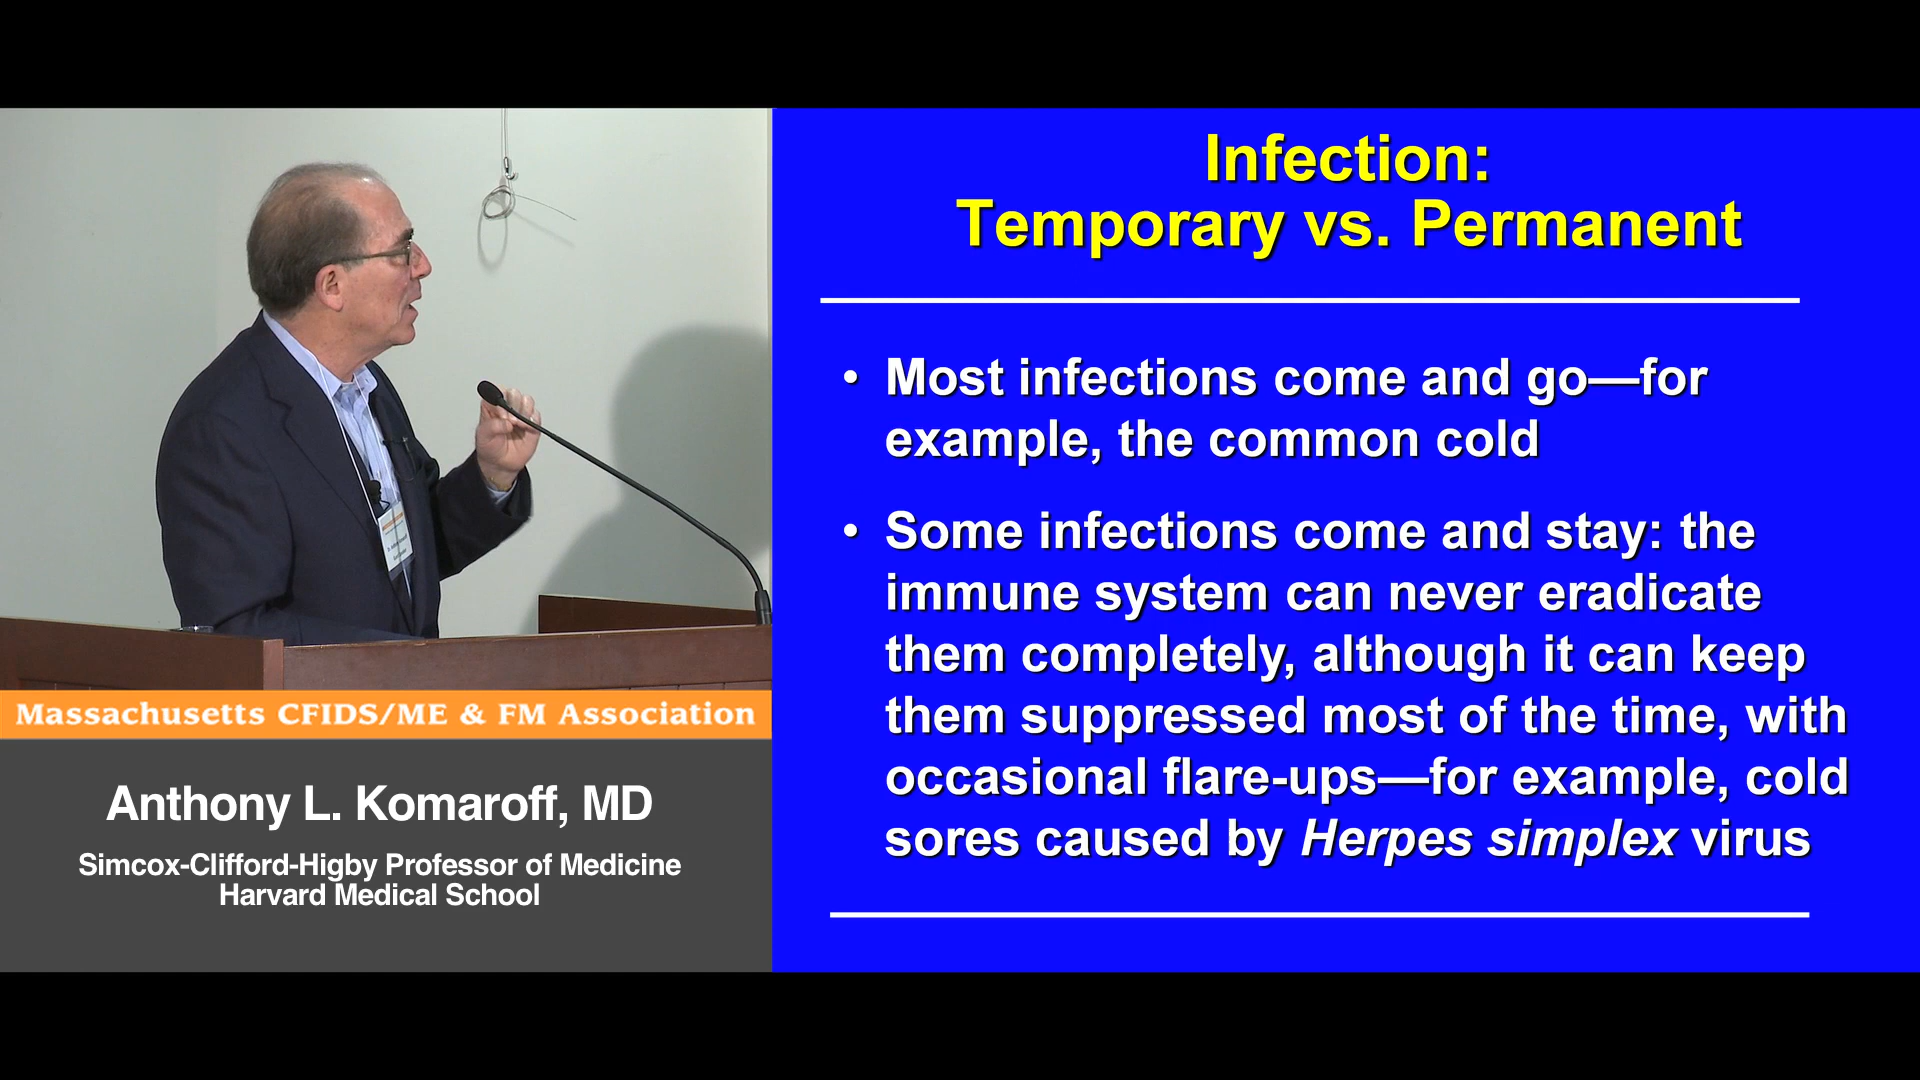 Infection:
Temporary vs. Permanent
• Most infections come and go—for
example, the common cold
• Some infections come and stay: the
immune system can never eradicate
them completely, although it can keep
them suppressed most of the time, with
occasional flare-ups—for example, cold
sores caused by Herpes simplex virus
Massachusetts CFIDS/ME & FM Association
Anthony L. Komaroff, MD
Simcox-Clifford-Higby Professor of Medicine
Harvard Medical School